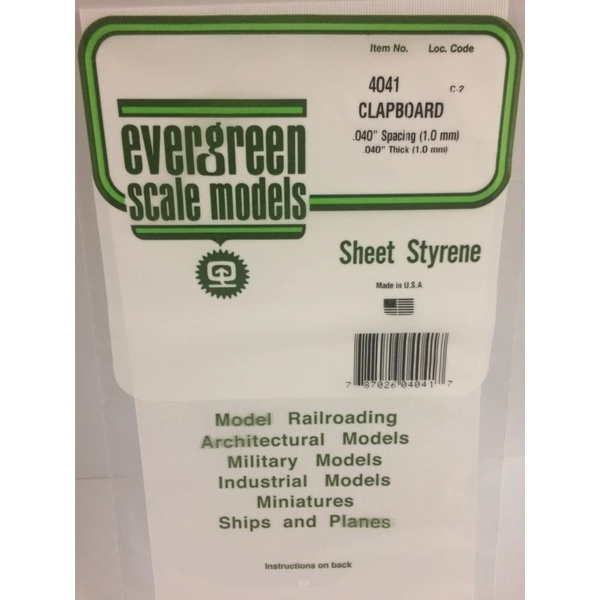 Item No. Loc. Code
4041 C-2
CLAPBOARD
.040" Spacing (1.0 mm)
.040" Thick (1.0 mm)
evergreen
scale models
Sheet Styrene
Made in U.S.A.
7 87026 04041 7
Model Railroading
Architectural Models
Military Models
Industrial Models
Miniatures
Ships and Planes
Instructions on back